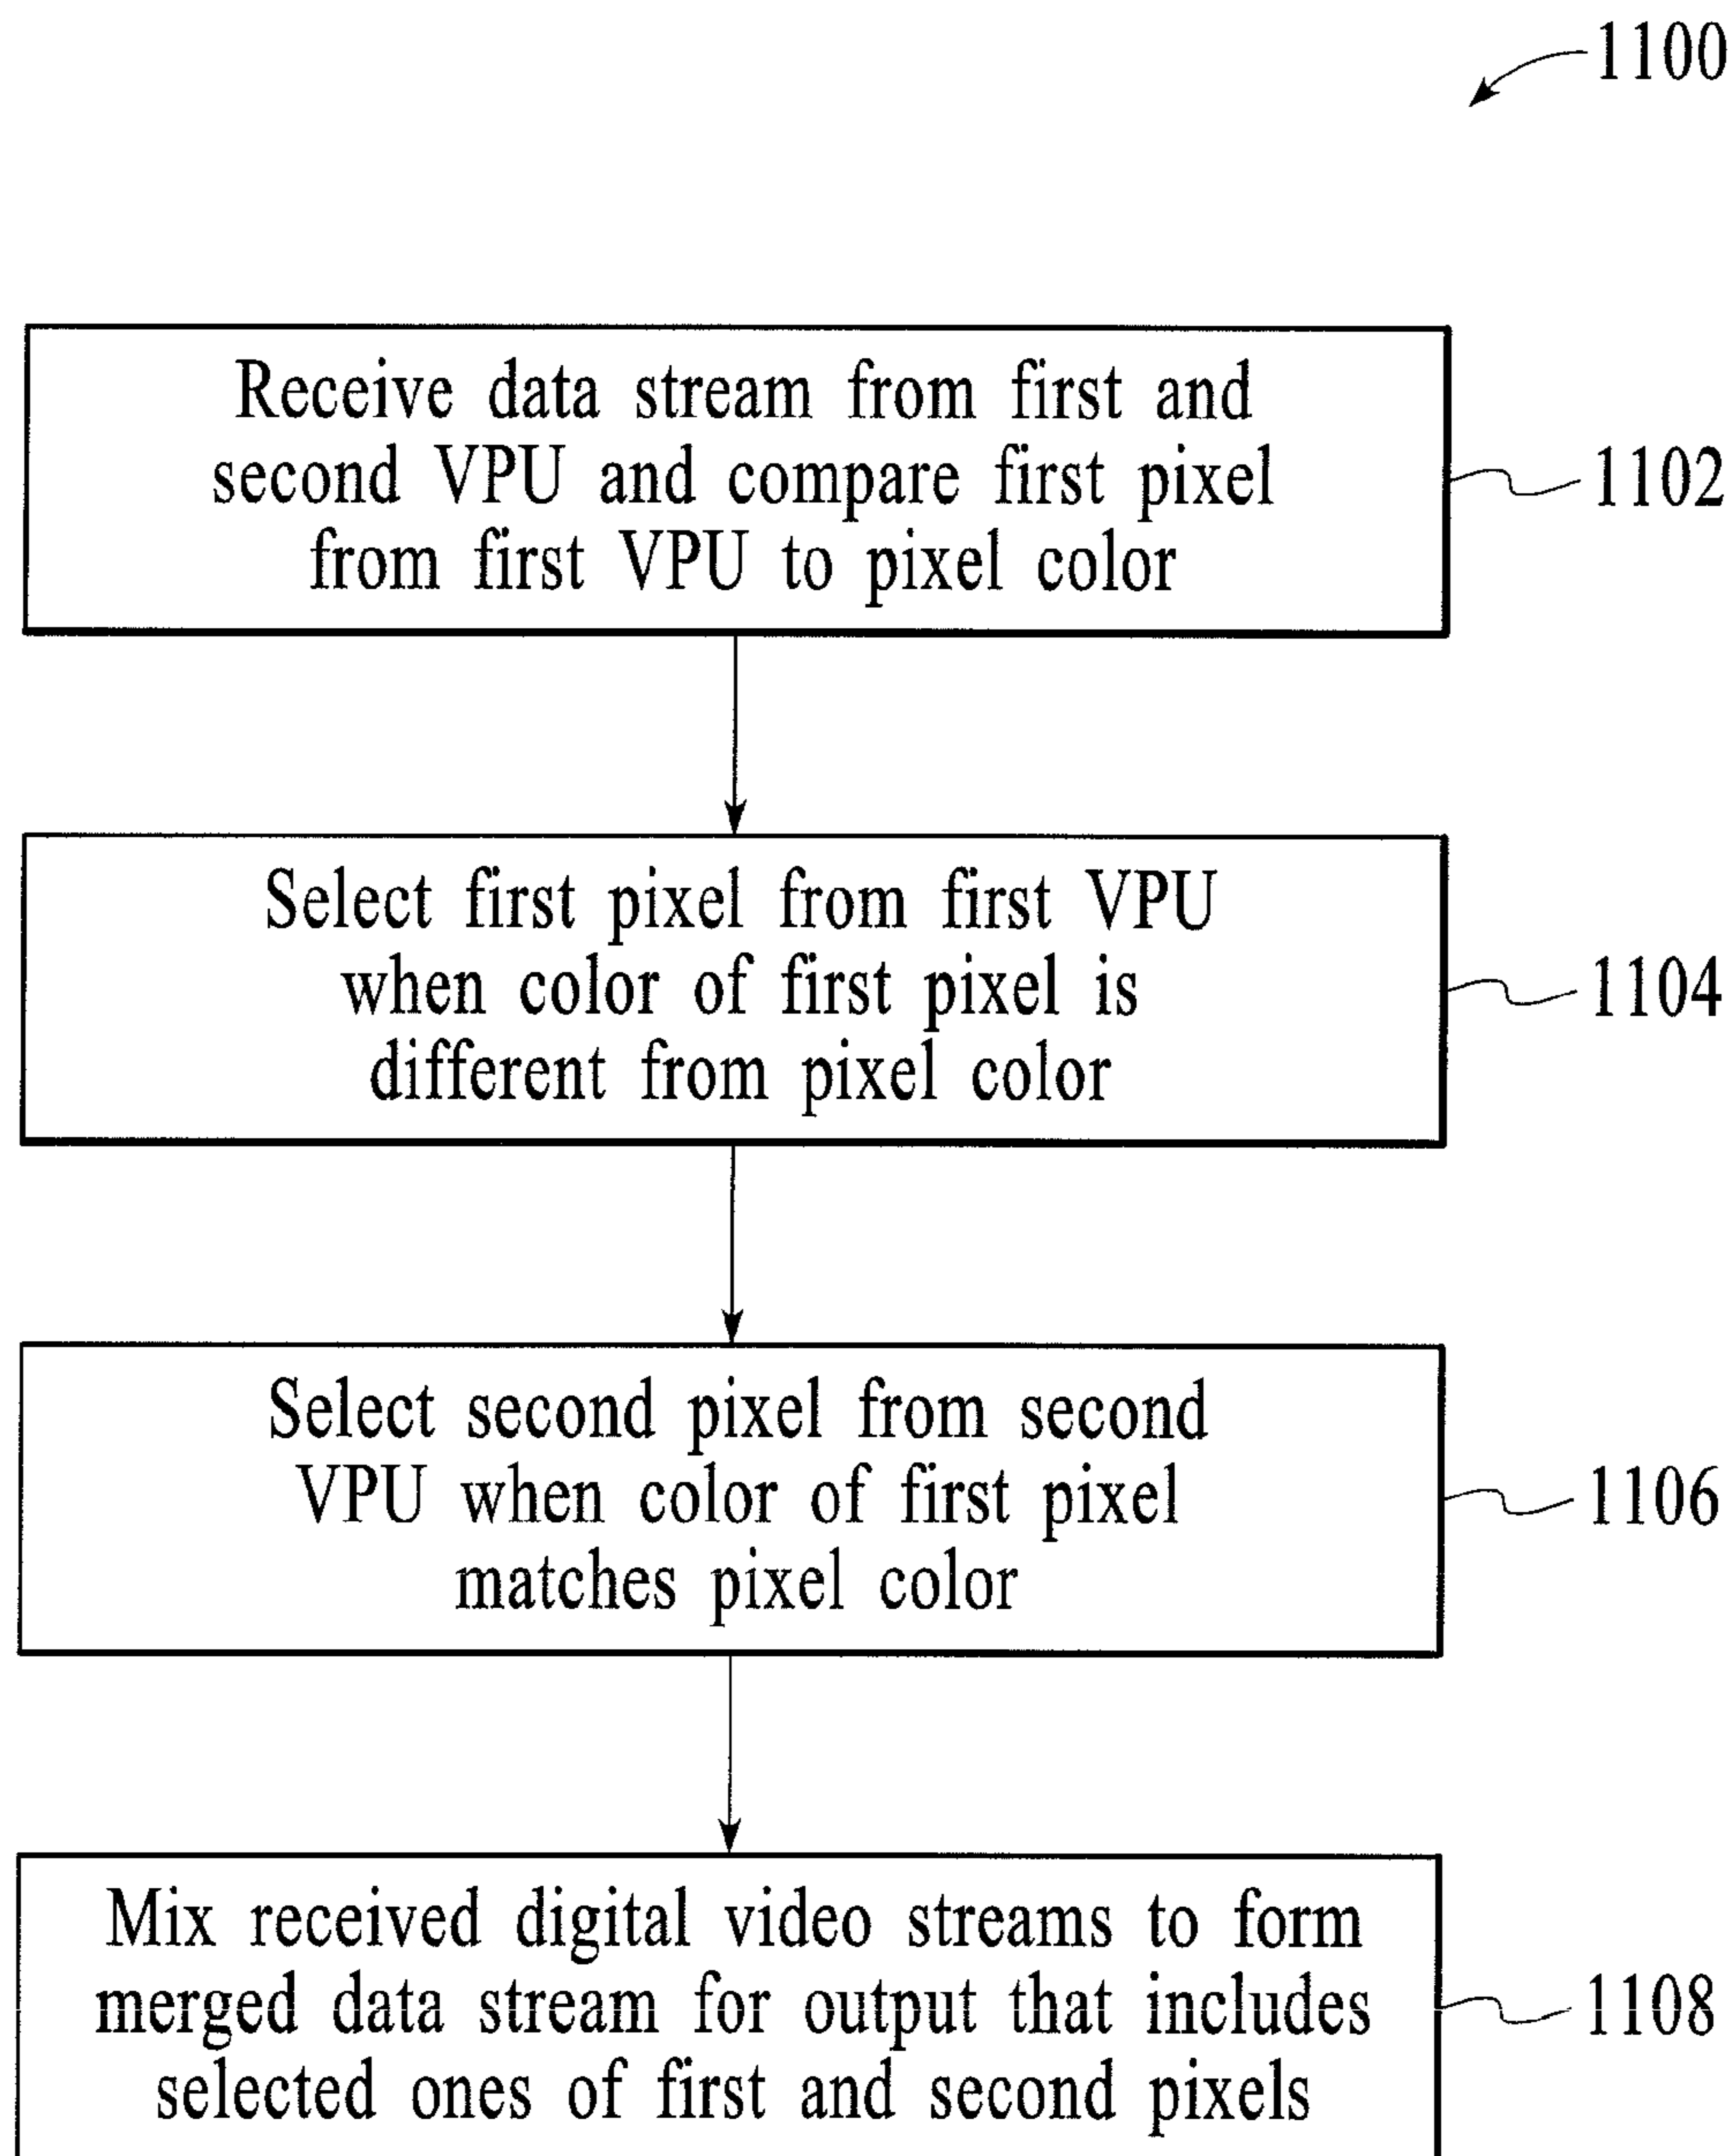 1100
Receive data stream from first and
second VPU and compare first pixel
from first VPU to pixel color
1102
Select first pixel from first VPU
when color of first pixel is
different from pixel color
1104
Select second pixel from second
VPU when color of first pixel
matches pixel color
1106
Mix received digital video streams to form
merged data stream for output that includes
selected ones of first and second pixels
1108